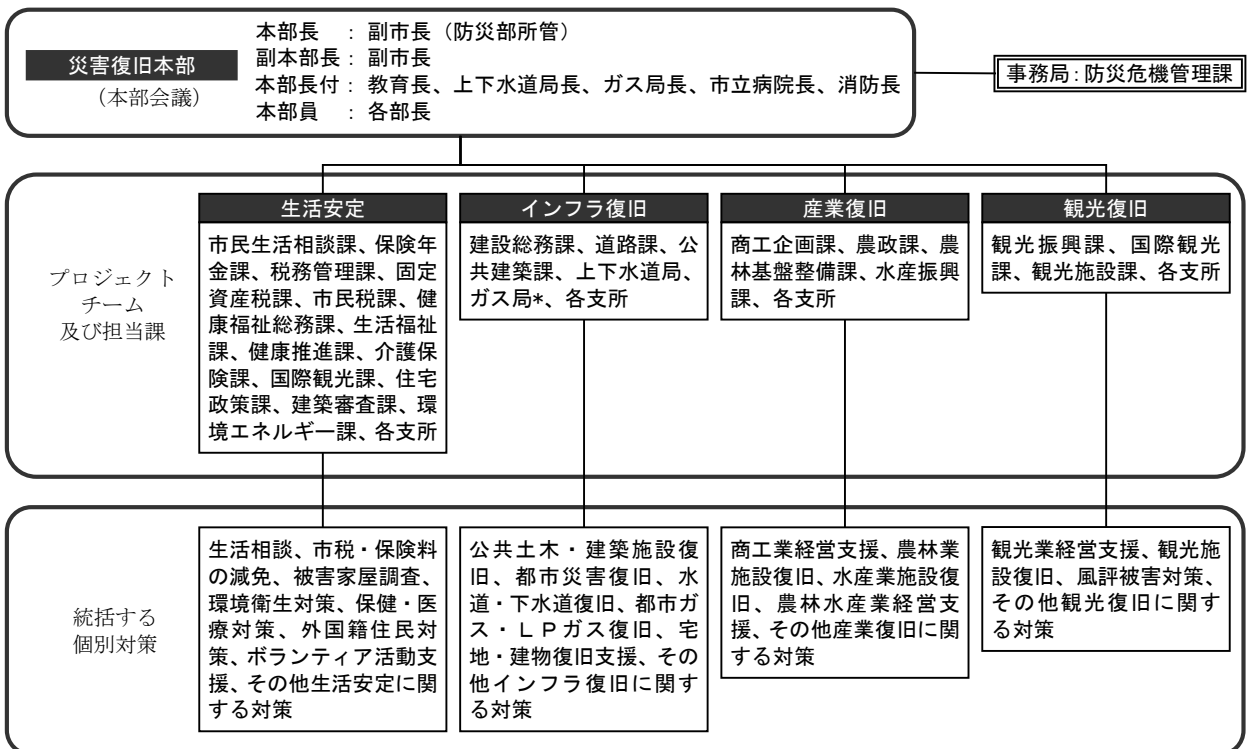 災害復旧本部
(本部会議)
本部長 : 副市長(防災部所管)
副本部長: 副市長
本部長付: 教育長、上下水道局長、ガス局長、市立病院長、消防長
本部員 : 各部長
事務局:防災危機管理課
プロジェクト
チーム
及び担当課
生活安定
市民生活相談課、保険年
金課、税務管理課、固定
資産税課、市民税課、健
康福祉総務課、生活福祉
課、健康推進課、介護保
険課、国際観光課、住宅
政策課、建築審査課、環
境エネルギー課、各支所
インフラ復旧
建設総務課、道路課、公
共建築課、上下水道局、
ガス局*、各支所
産業復旧
商工企画課、農政課、農
林基盤整備課、水産振興
課、各支所
観光復旧
観光振興課、国際観光
課、観光施設課、各支所
統括する
個別対策
生活相談、市税・保険料
の減免、被害家屋調査、
環境衛生対策、保健・医
療対策、外国籍住民対
策、ボランティア活動支
援、その他生活安定に関
する対策
公共土木・建築施設復
旧、都市災害復旧、水
道・下水道復旧、都市ガ
ス・LPガス復旧、宅
地・建物復旧支援、その
他インフラ復旧に関す
る対策
商工業経営支援、農林業
施設復旧、水産業施設復
旧、農林水産業経営支
援、その他産業復旧に関
する対策
観光業経営支援、観光施
設復旧、風評被害対策、
その他観光復旧に関す
る対策